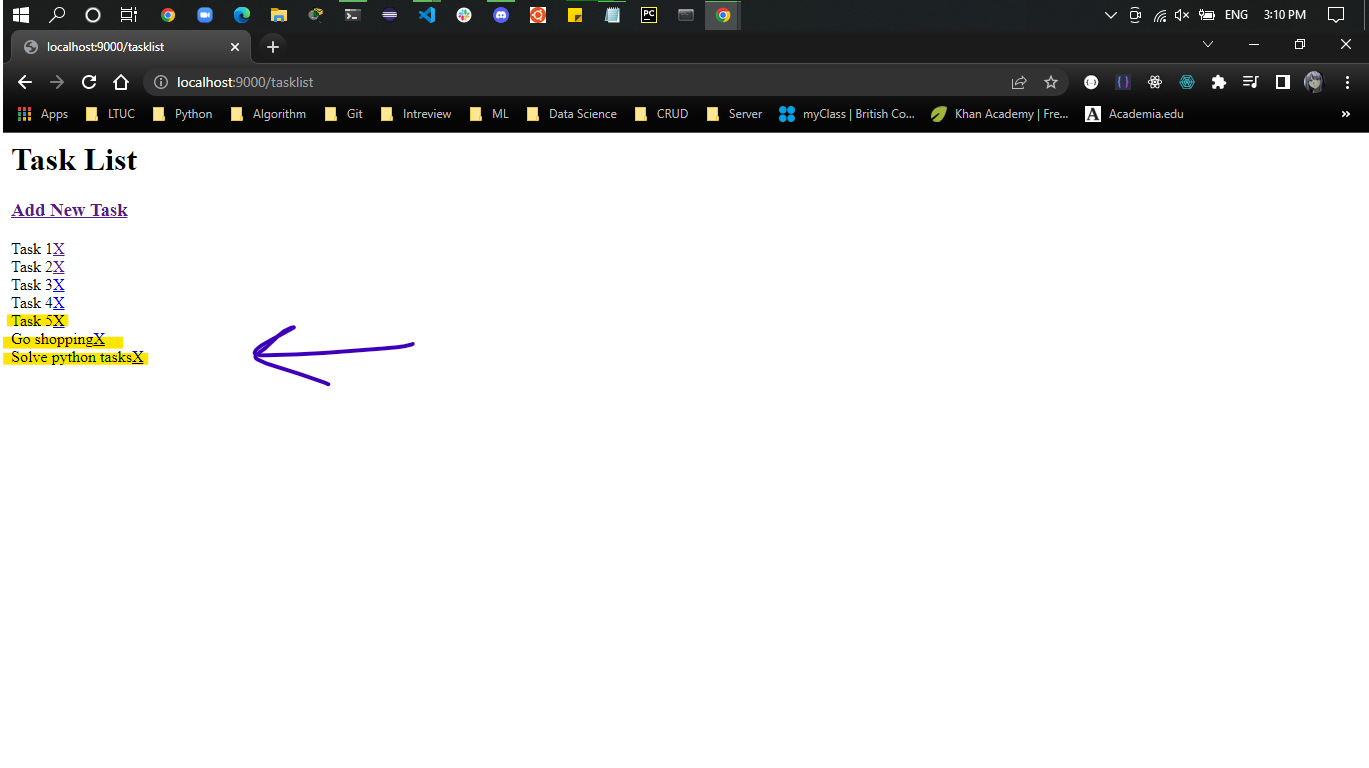 ENG 3:10 PM
PC
localhost:9000/tasklist
localhost:9000/tasklist
Apps LTUC Python Algorithm Git Intreview ML Data Science CRUD Server myClass | British Co... Khan Academy | Fre... Academia.edu »
Task List
Add New Task
Task 1X
Task 2X
Task 3X
Task 4X
Task 5X
Go shoppingX
Solve python tasksX